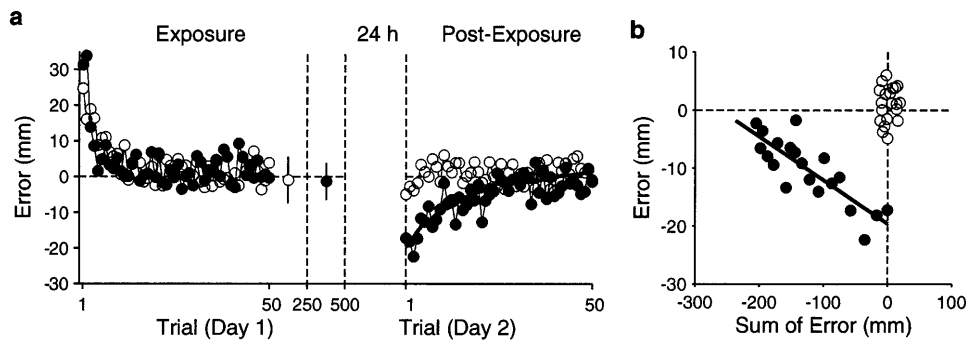 a
Exposure 24 h Post-Exposure
Error (mm)
30
20
10
0
-10
-20
-30
1 50 250 500 1 50
Trial (Day 1) Trial (Day 2)
b
Error (mm)
10
0
-10
-20
-30
-300 -200 -100 0 100
Sum of Error (mm)